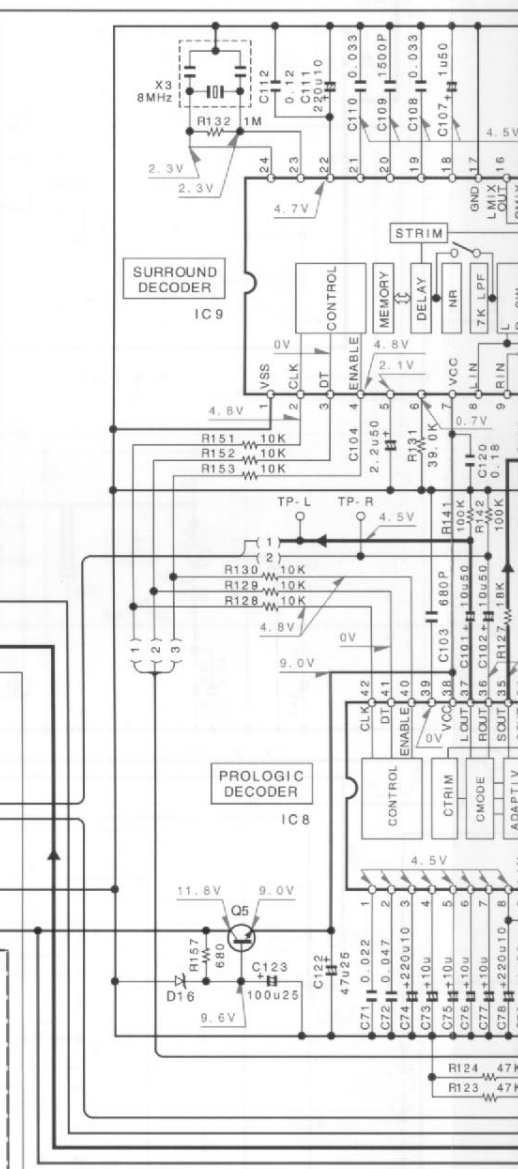 X3
8MHz
C112
0.12
C111
220u10
C110
0.033
C109
1500P
C108
0.033
C107
1u50
R132
1M
4.5V
2.3V
2.3V
24
23
22
21
20
19
18
17
16
4.7V
GND
L MIX
OUT
STRIM
SURROUND
DECODER
IC9
CONTROL
MEMORY
DELAY
NR
7K LPF
0V
4.8V
2.1V
VSS
CLK
DT
ENABLE
VCC
L IN
R IN
1
2
3
4
5
6
7
8
9
4.8V
0.7V
R151
10K
R152
10K
R153
10K
C104
2.2u50
R131
39.0K
C120
0.18
TP-L
TP-R
4.5V
R141
100K
R142
100K
1
2
R130
10K
R129
10K
R128
10K
4.8V
0V
9.0V
C103
680P
C101
10u50
C102
10u50
R127
18K
1
2
3
42
41
40
39
38
37
36
35
CLK
DT
ENABLE
0V
VCC
LOUT
ROUT
SOUT
PROLOGIC
DECODER
IC8
CONTROL
CTRIM
CMODE
ADAPTIV
4.5V
1
2
3
4
5
6
7
8
11.8V
9.0V
Q5
R157
680
D16
C123
100u25
9.6V
C122
47u25
C71
0.022
C72
0.047
C74
220u10
C73
10u
C75
10u
C76
10u
C77
10u
C78
220u10
R124
47K
R123
47K